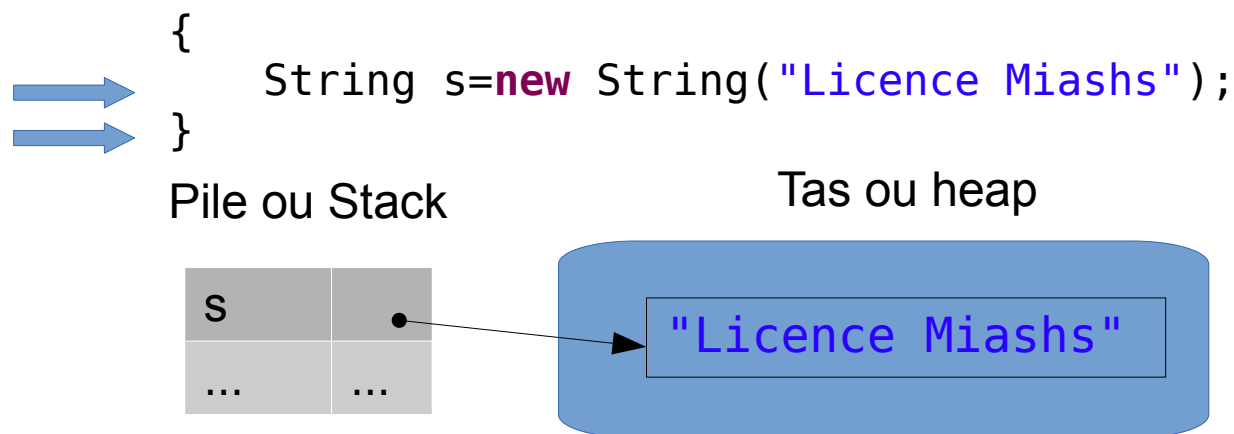 {
String s=new String("Licence Miashs");
}
Pile ou Stack
Tas ou heap
s
"Licence Miashs"
... ...